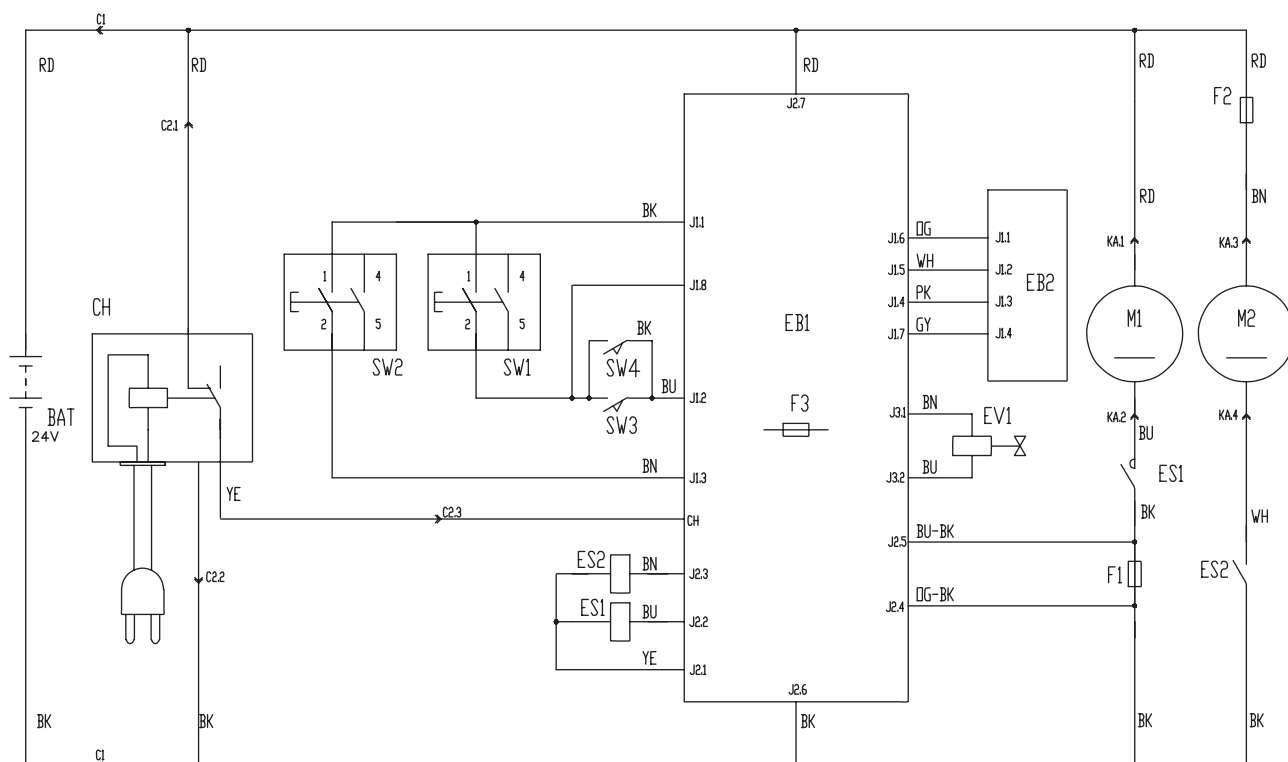 C1
RD
RD
RD
RD
RD
C2.1
J2.7
F2
BK
J1.1
RD
BN
J1.6
OG
J1.1
KA.1
KA.3
J1.5
WH
J1.2
1
4
1
4
EB2
J1.8
J1.4
PK
J1.3
CH
EB1
M1
M2
2
5
2
5
BK
J1.7
GY
J1.4
SW2
SW1
SW4
BU
J1.2
BAT
24V
SW3
F3
J3.1
BN
EV1
KA.2
KA.4
BU
BN
J1.3
J3.2
BU
ES1
YE
C2.3
CH
BK
WH
J2.5
BU-BK
ES2
BN
J2.3
C2.2
F1
ES2
ES1
BU
J2.2
J2.4
OG-BK
YE
J2.1
J2.6
BK
BK
BK
BK
BK
C1